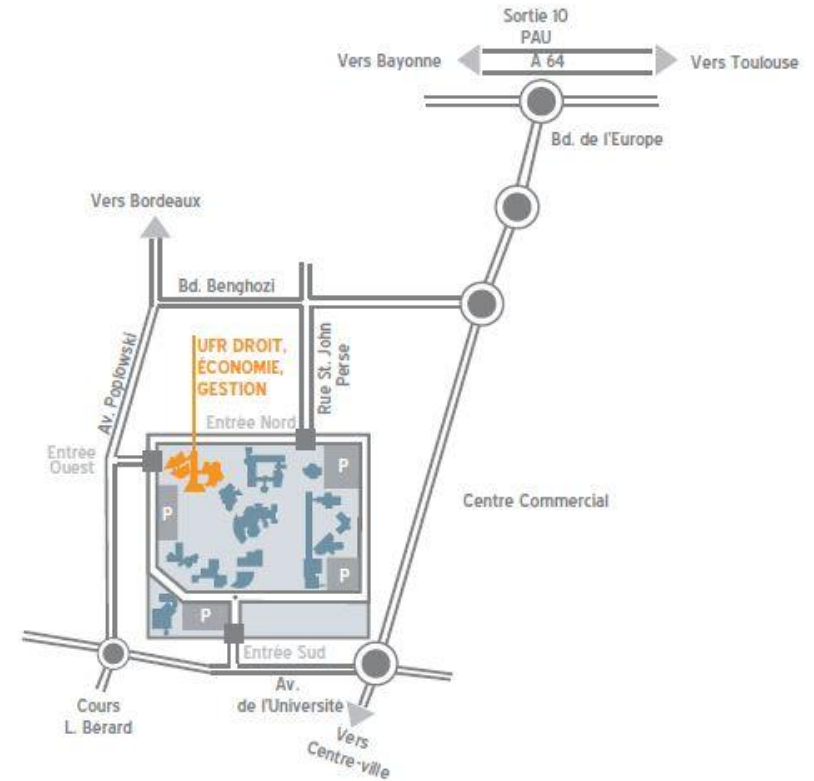 Sortie 10
PAU
Vers Bayonne
A 64
Vers Toulouse
Bd. de l'Europe
Vers Bordeaux
Bd. Benghozi
Av. Poplowski
UFR DROIT,
ÉCONOMIE,
GESTION
Rue St. John
Perse
Entrée Nord
Entrée
Ouest
P
P
Centre Commercial
P
P
Entrée Sud
Av.
de l'Université
Cours
L. Bérard
Vers
Centre-ville